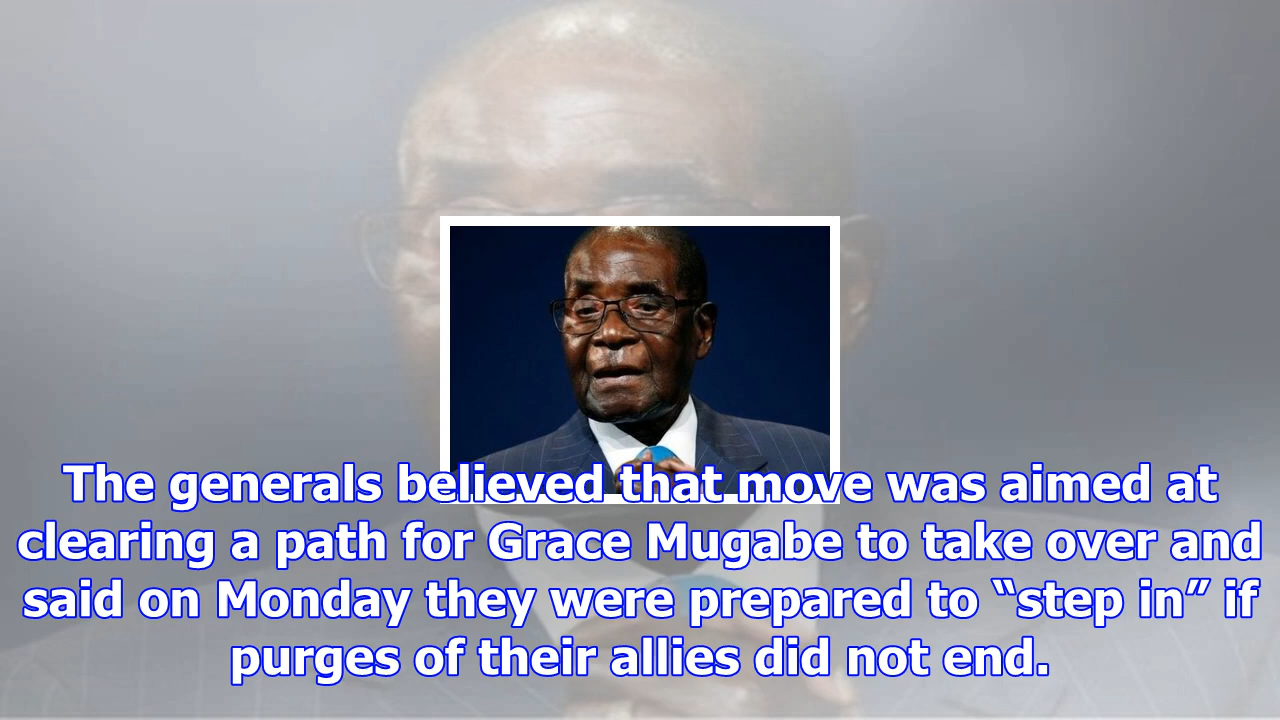 The generals believed that move was aimed at
clearing a path for Grace Mugabe to take over and
said on Monday they were prepared to “step in” if
purges of their allies did not end.